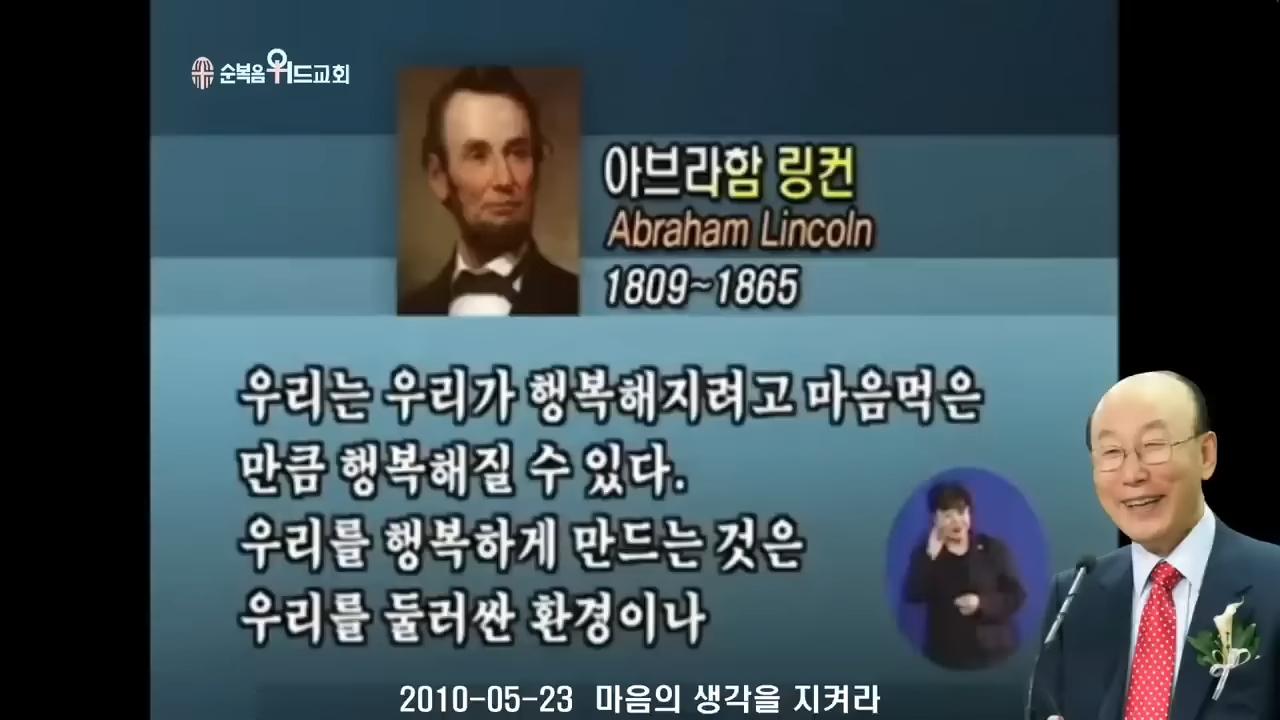 순복음워드교회
아브라함 링컨
Abraham Lincoln
1809~1865
우리는 우리가 행복해지려고 마음먹은
만큼 행복해질 수 있다.
우리를 행복하게 만드는 것은
우리를 둘러싼 환경이나
2010-05-23 마음의 생각을 지켜라